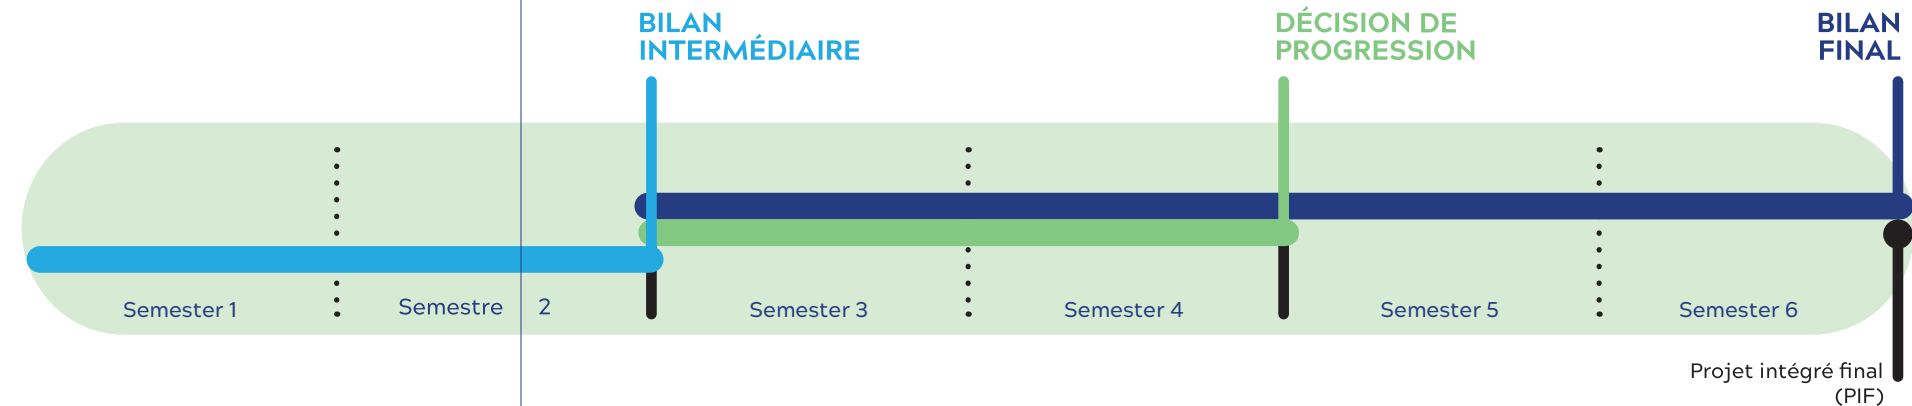 BILAN
INTERMÉDIAIRE
DÉCISION DE
PROGRESSION
BILAN
FINAL
Semester 1
Semestre 2
Semester 3
Semester 4
Semester 5
Semester 6
Projet intégré final
(PIF)